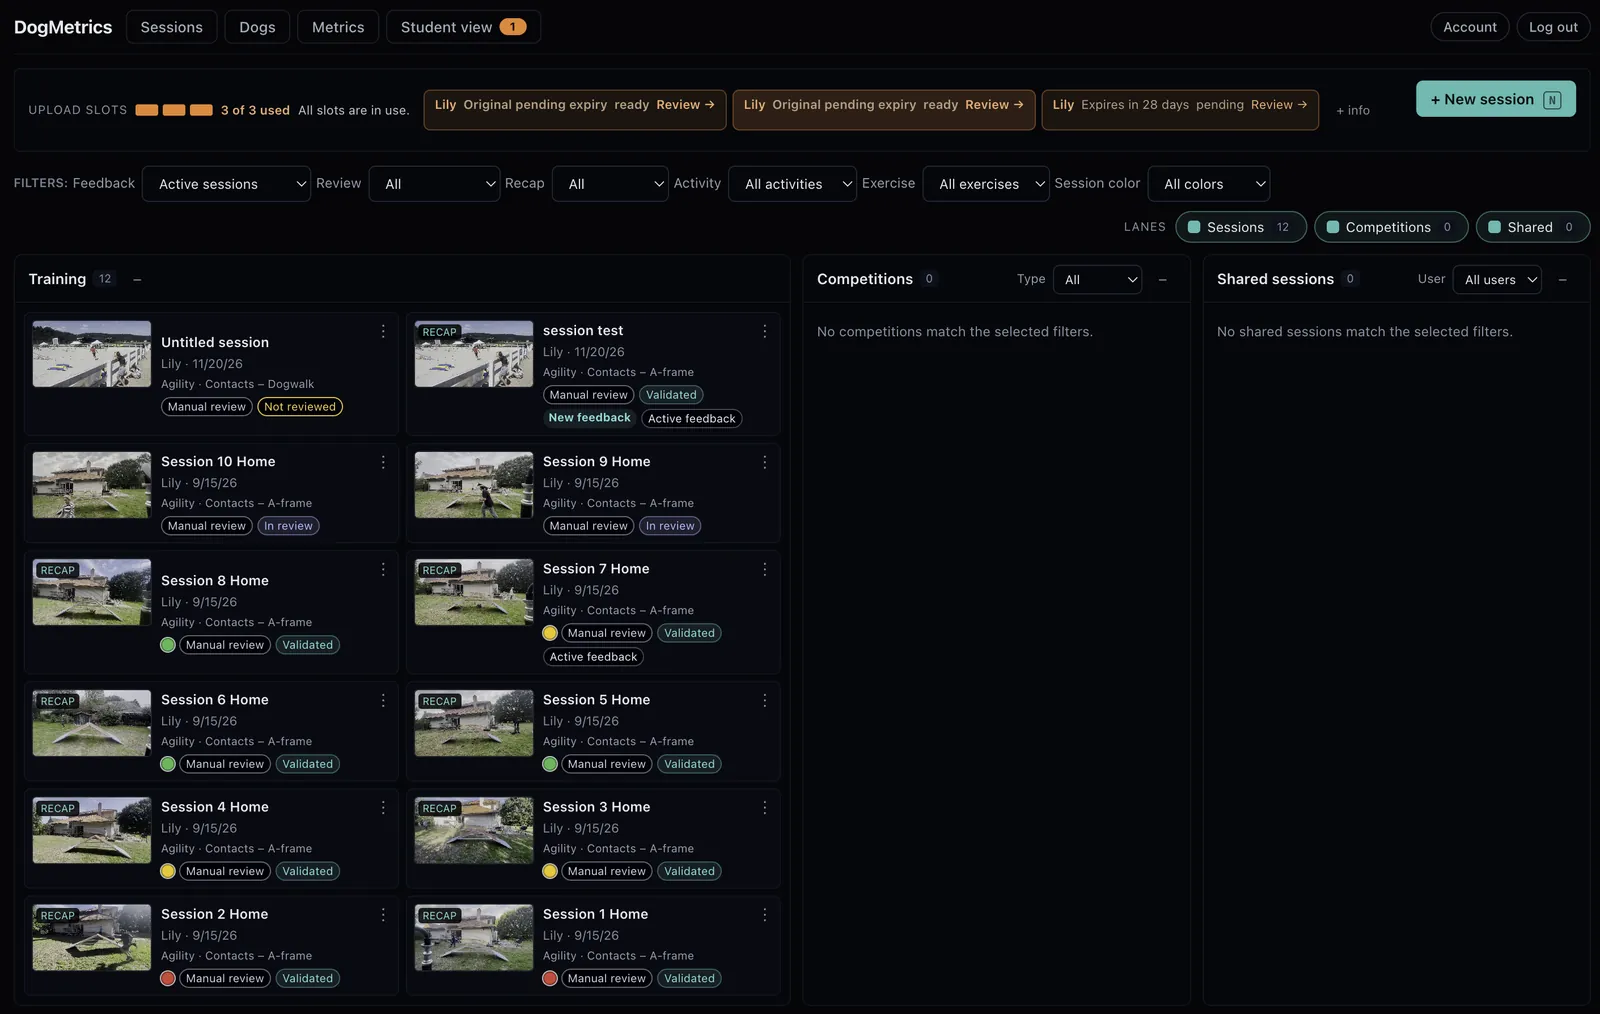 DogMetrics Sessions Dogs Metrics Student view 1 Account Log out
UPLOAD SLOTS 3 of 3 used All slots are in use. Lily Original pending expiry ready Review → Lily Original pending expiry ready Review → Lily Expires in 28 days pending Review → + info + New session N
FILTERS: Feedback Active sessions Review All Recap All Activity All activities Exercise All exercises Session color All colors
LANES Sessions 12 Competitions 0 Shared 0
Training 12 –
Untitled session
Lily · 11/20/26
Agility · Contacts – Dogwalk
Manual review Not reviewed
RECAP
session test
Lily · 11/20/26
Agility · Contacts – A-frame
Manual review Validated
New feedback Active feedback
Session 10 Home
Lily · 9/15/26
Agility · Contacts – A-frame
Manual review In review
Session 9 Home
Lily · 9/15/26
Agility · Contacts – A-frame
Manual review In review
RECAP
Session 8 Home
Lily · 9/15/26
Agility · Contacts – A-frame
Manual review Validated
RECAP
Session 7 Home
Lily · 9/15/26
Agility · Contacts – A-frame
Manual review Validated
Active feedback
RECAP
Session 6 Home
Lily · 9/15/26
Agility · Contacts – A-frame
Manual review Validated
RECAP
Session 5 Home
Lily · 9/15/26
Agility · Contacts – A-frame
Manual review Validated
RECAP
Session 4 Home
Lily · 9/15/26
Agility · Contacts – A-frame
Manual review Validated
RECAP
Session 3 Home
Lily · 9/15/26
Agility · Contacts – A-frame
Manual review Validated
RECAP
Session 2 Home
Lily · 9/15/26
Agility · Contacts – A-frame
Manual review Validated
RECAP
Session 1 Home
Lily · 9/15/26
Agility · Contacts – A-frame
Manual review Validated
Competitions 0 Type All –
No competitions match the selected filters.
Shared sessions 0 User All users –
No shared sessions match the selected filters.